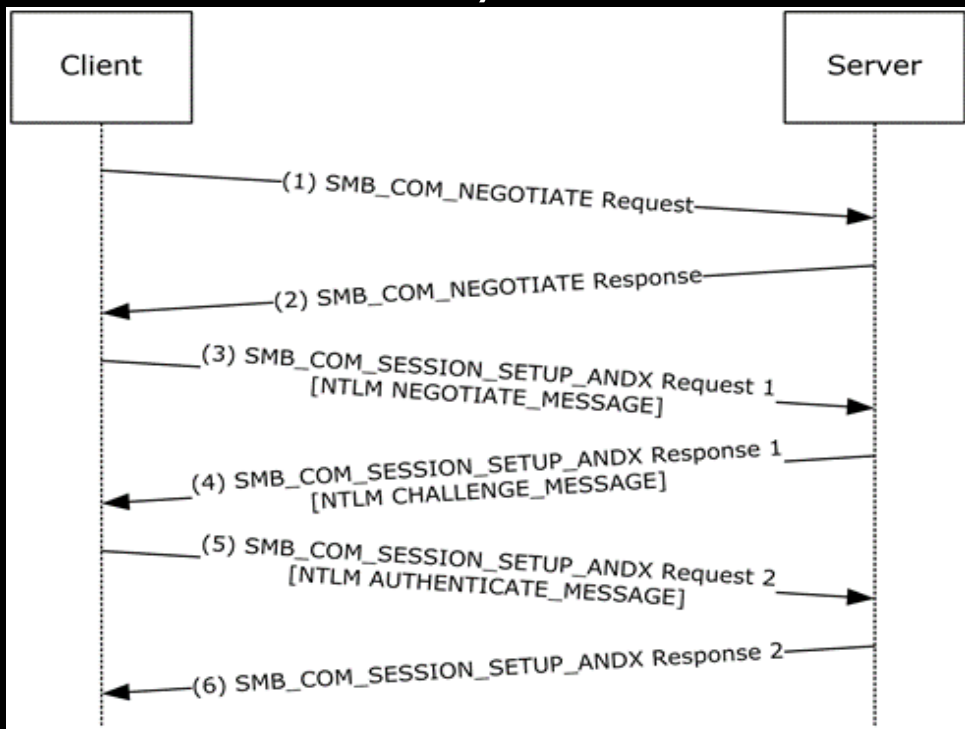 Client
Server
(1) SMB_COM_NEGOTIATE Request
(2) SMB_COM_NEGOTIATE Response
(3) SMB_COM_SESSION_SETUP_ANDX Request 1
[NTLM NEGOTIATE_MESSAGE]
(4) SMB_COM_SESSION_SETUP_ANDX Response 1
[NTLM CHALLENGE_MESSAGE]
(5) SMB_COM_SESSION_SETUP_ANDX Request 2
[NTLM AUTHENTICATE_MESSAGE]
(6) SMB_COM_SESSION_SETUP_ANDX Response 2